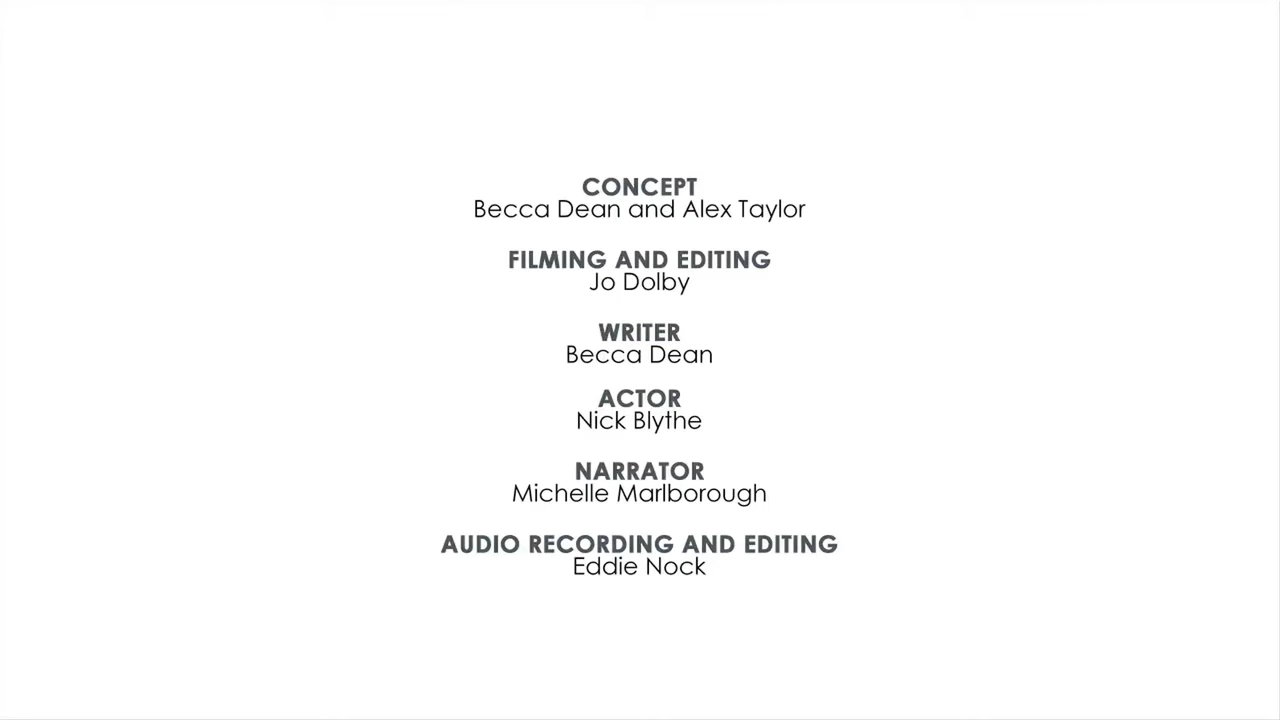 CONCEPT
Becca Dean and Alex Taylor
FILMING AND EDITING
Jo Dolby
WRITER
Becca Dean
ACTOR
Nick Blythe
NARRATOR
Michelle Marlborough
AUDIO RECORDING AND EDITING
Eddie Nock